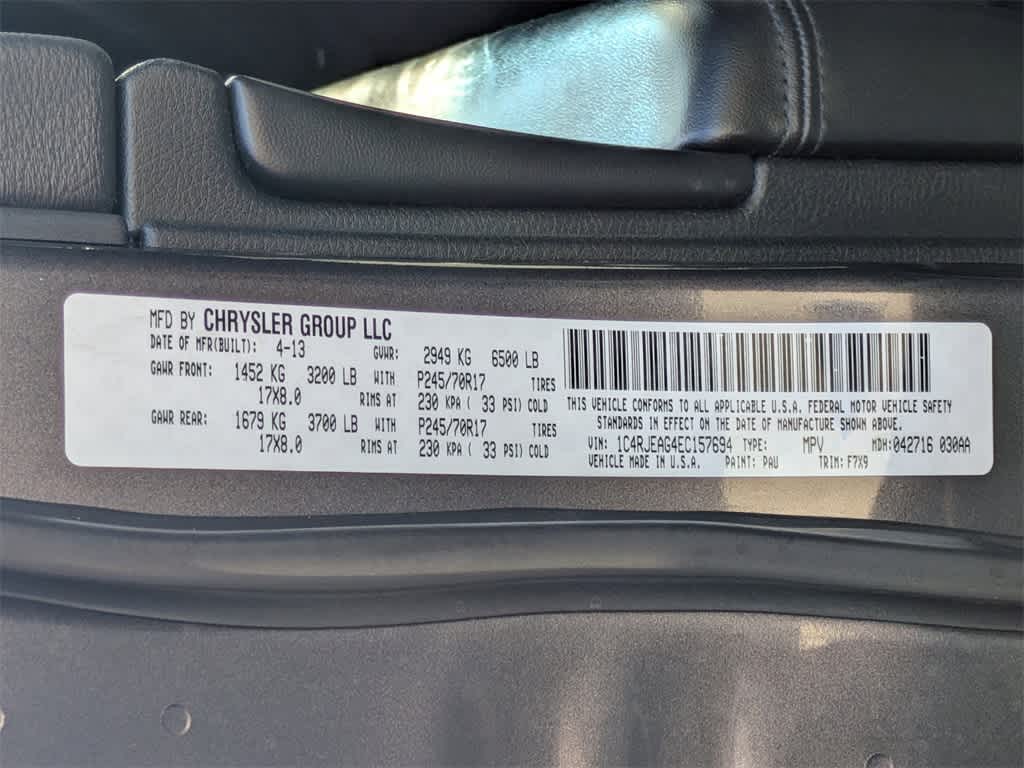 MFD BY CHRYSLER GROUP LLC
DATE OF MFR(BUILT): 4-13 GVWR: 2949 KG 6500 LB
GAWR FRONT: 1452 KG 3200 LB WITH P245/70R17 TIRES
17X8.0 RIMS AT 230 KPA ( 33 PSI) COLD
GAWR REAR: 1679 KG 3700 LB WITH P245/70R17 TIRES
17X8.0 RIMS AT 230 KPA ( 33 PSI) COLD
THIS VEHICLE CONFORMS TO ALL APPLICABLE U.S.A. FEDERAL MOTOR VEHICLE SAFETY
STANDARDS IN EFFECT ON THE DATE OF MANUFACTURE SHOWN ABOVE.
VIN: 1C4RJEAG4EC157694 TYPE: MPV MDH: 042716 030AA
VEHICLE MADE IN U.S.A. PAINT: PAU TRIM: F7X9